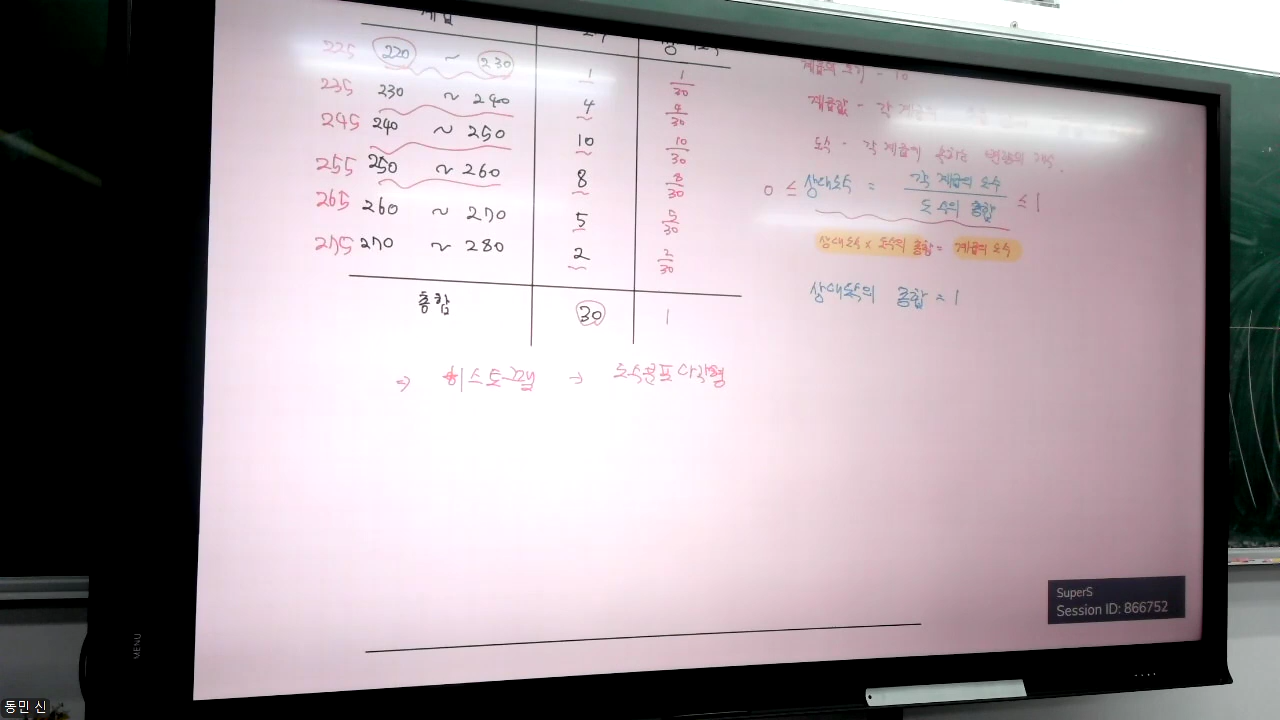 계급
225 220 ~ 230 1 1/30
235 230 ~ 240 4 4/30
245 240 ~ 250 10 10/30
255 250 ~ 260 8 8/30
265 260 ~ 270 5 5/30
275 270 ~ 280 2 2/30
총합 30 1
⇒ 히스토그램 → 도수분포다각형
계급의 크기 - 10
계급값 - 각 계급의
도수 - 각 계급에 속하는 변량의 개수.
0 ≤ 상대도수 = 각 계급의 도수/도수의 총합 ≤ 1
상대도수 x 도수의 총합 = 계급의 도수
상대도수의 총합 = 1
SuperS
Session ID: 866752
MENU
동민 신